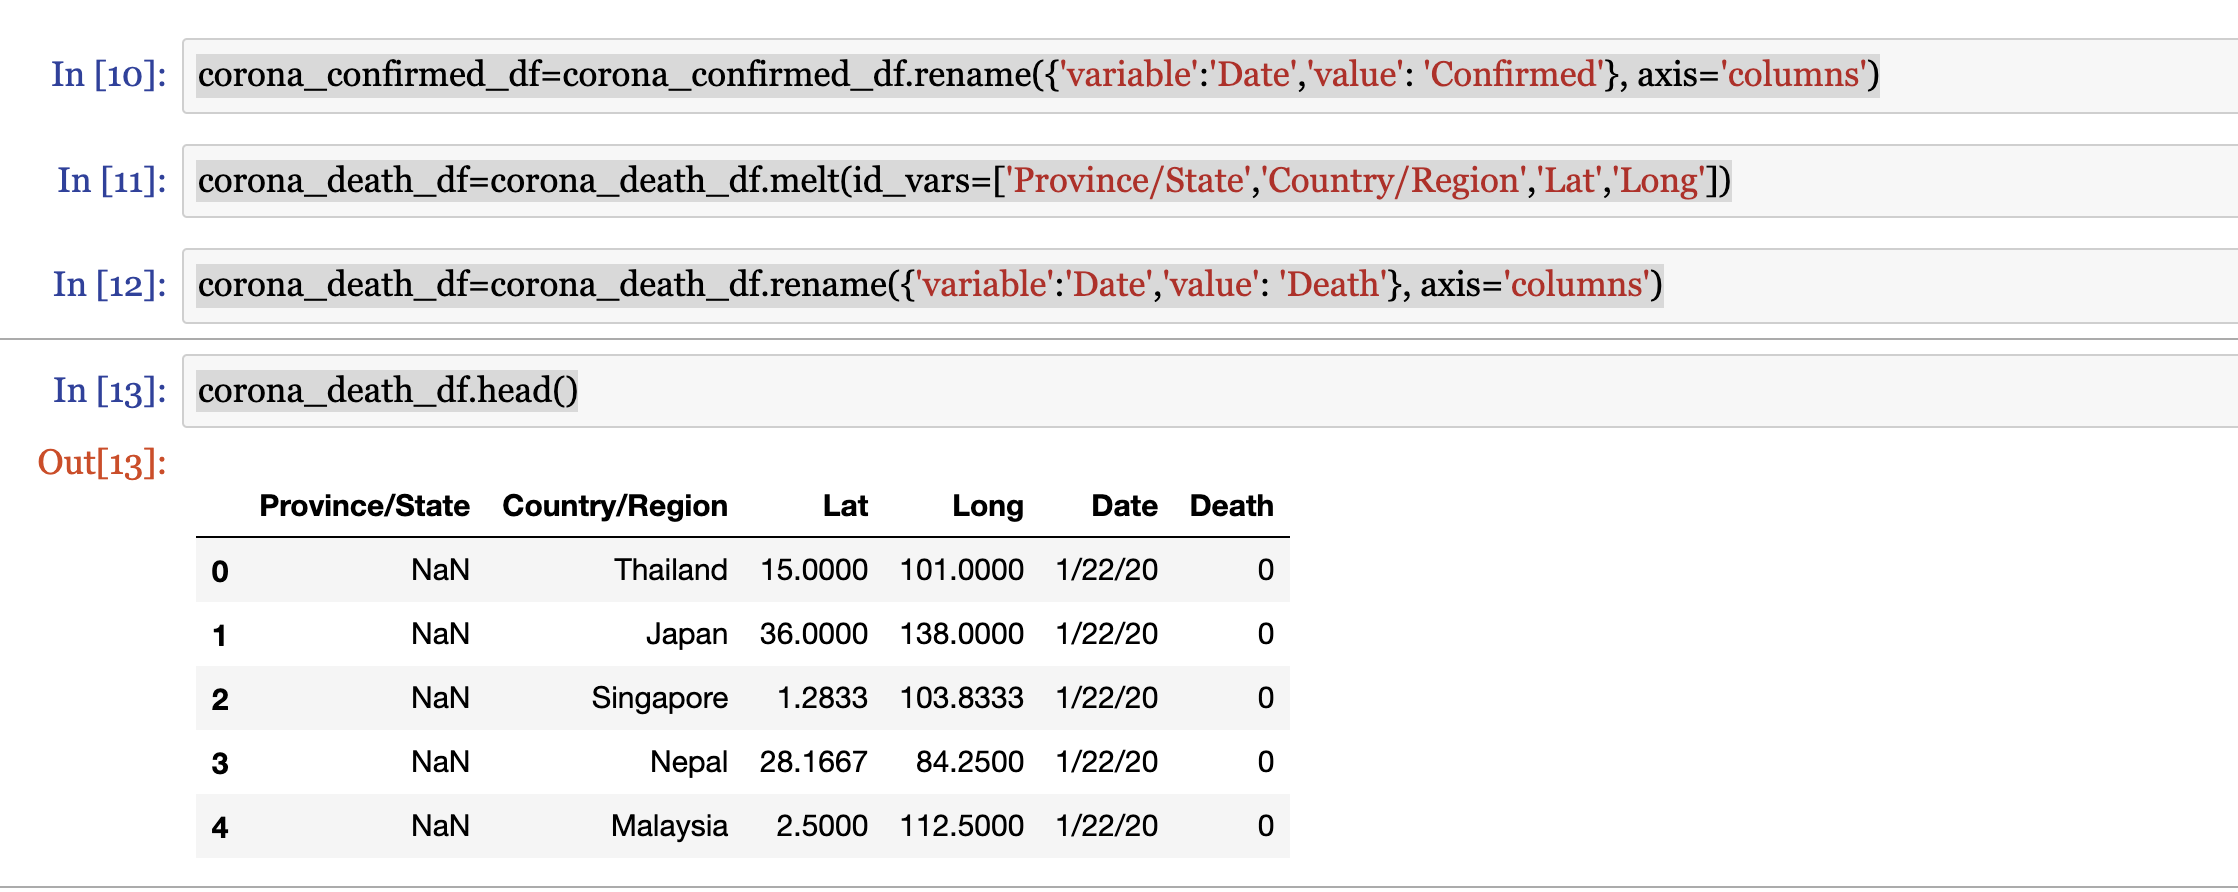 In [10]: corona_confirmed_df=corona_confirmed_df.rename({'variable':'Date','value': 'Confirmed'}, axis='columns')
In [11]: corona_death_df=corona_death_df.melt(id_vars=['Province/State','Country/Region','Lat','Long'])
In [12]: corona_death_df=corona_death_df.rename({'variable':'Date','value': 'Death'}, axis='columns')
In [13]: corona_death_df.head()
Out[13]:
Province/State Country/Region Lat Long Date Death
0 NaN Thailand 15.0000 101.0000 1/22/20 0
1 NaN Japan 36.0000 138.0000 1/22/20 0
2 NaN Singapore 1.2833 103.8333 1/22/20 0
3 NaN Nepal 28.1667 84.2500 1/22/20 0
4 NaN Malaysia 2.5000 112.5000 1/22/20 0